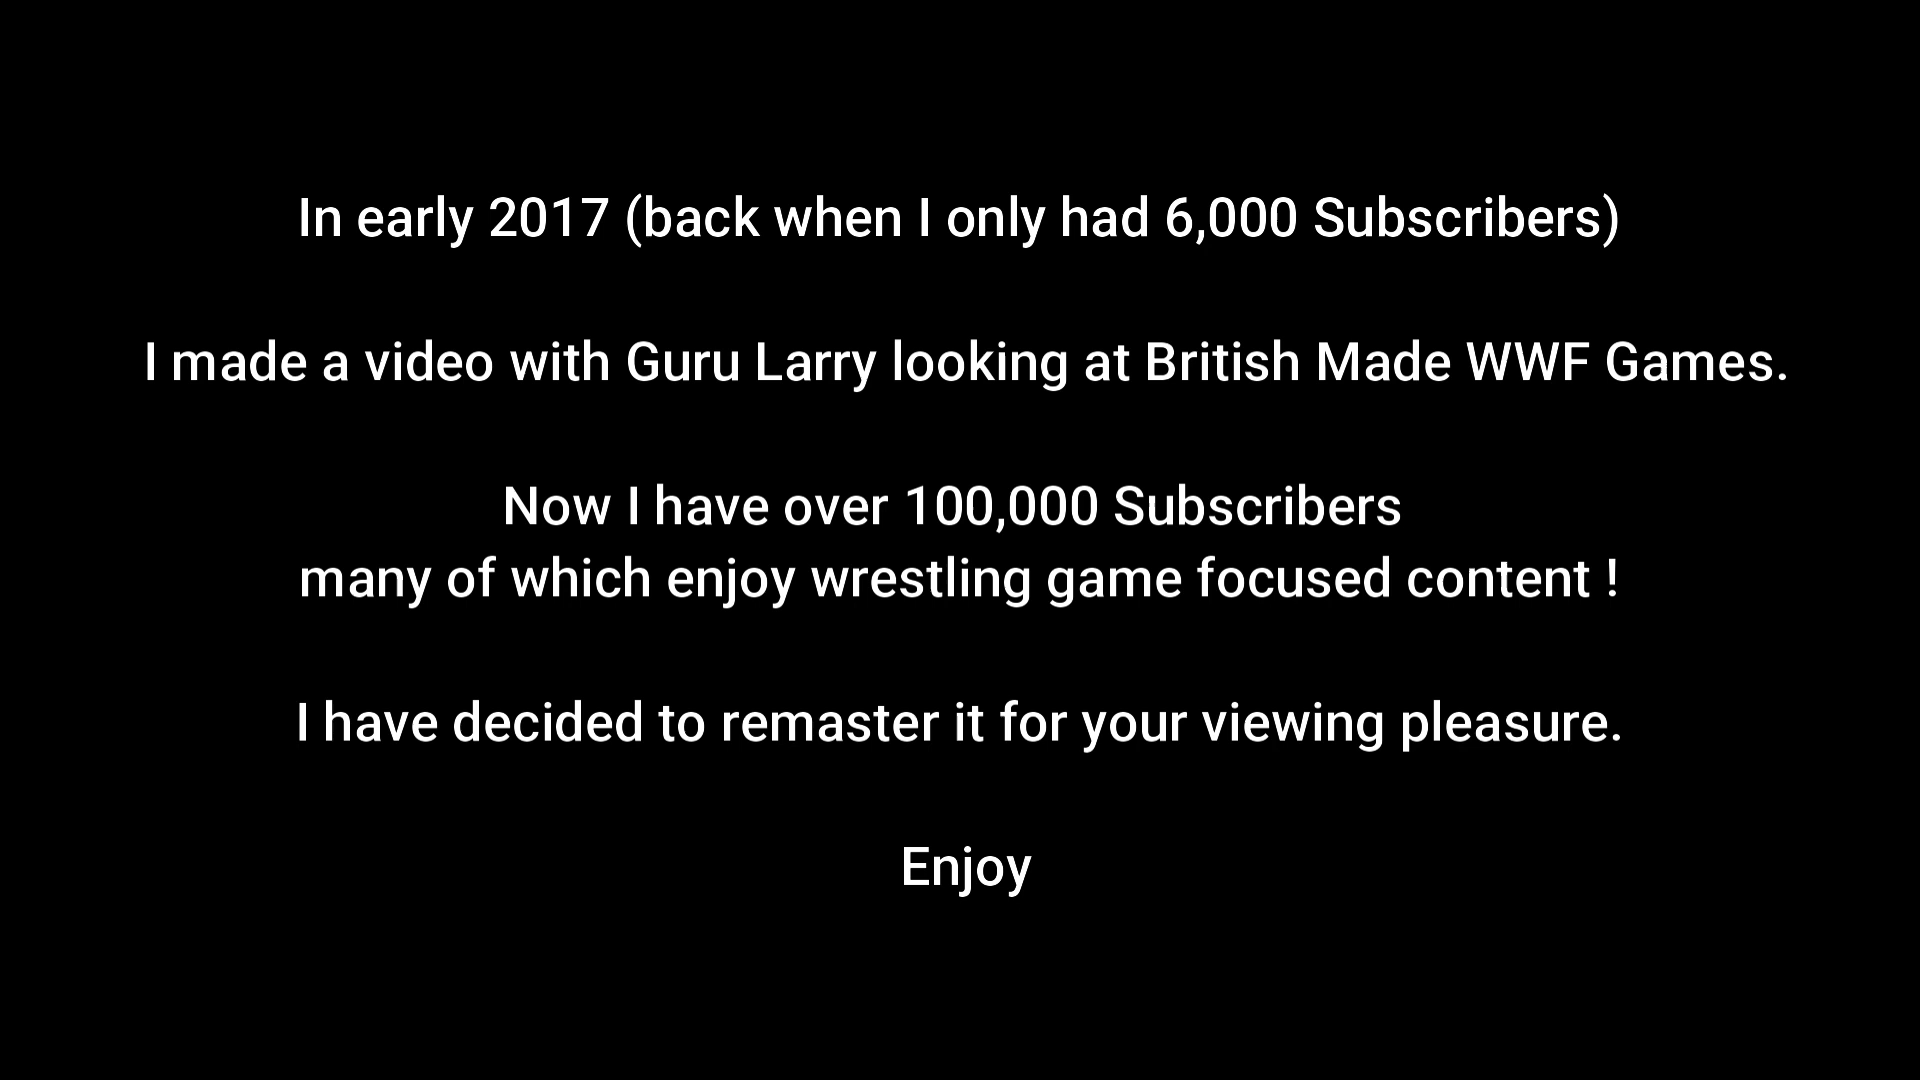 In early 2017 (back when I only had 6,000 Subscribers)
I made a video with Guru Larry looking at British Made WWF Games.
Now I have over 100,000 Subscribers
many of which enjoy wrestling game focused content !
I have decided to remaster it for your viewing pleasure.
Enjoy